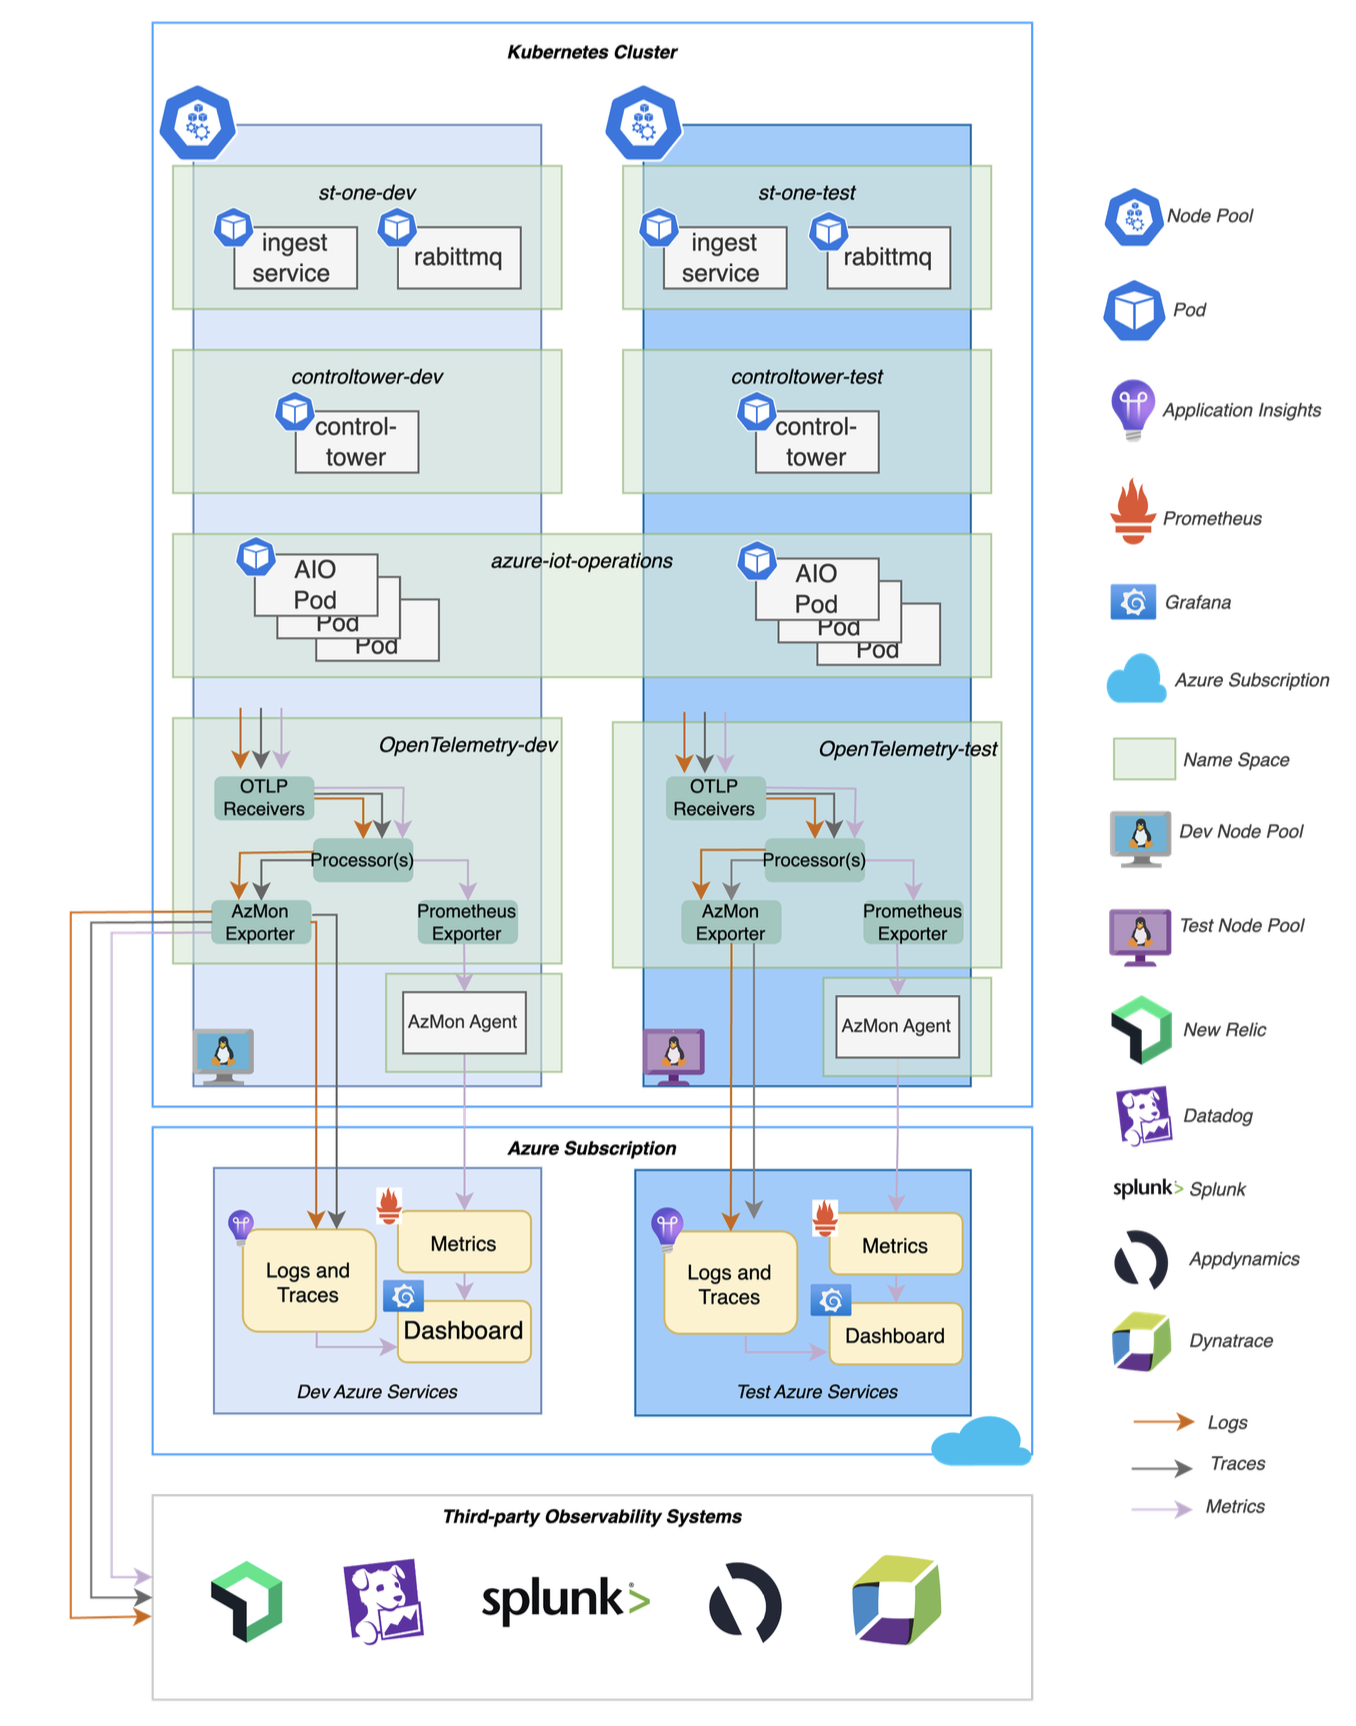 Kubernetes Cluster
st-one-dev
ingest
service
rabittmq
st-one-test
ingest
service
rabittmq
controltower-dev
control-
tower
controltower-test
control-
tower
azure-iot-operations
AIO
Pod
Pod
Pod
AIO
Pod
Pod
Pod
OpenTelemetry-dev
OTLP
Receivers
Processor(s)
AzMon
Exporter
Prometheus
Exporter
AzMon Agent
OpenTelemetry-test
OTLP
Receivers
Processor(s)
AzMon
Exporter
Prometheus
Exporter
AzMon Agent
Azure Subscription
Logs and
Traces
Metrics
Dashboard
Dev Azure Services
Logs and
Traces
Metrics
Dashboard
Test Azure Services
Third-party Observability Systems
splunk>
Node Pool
Pod
Application Insights
Prometheus
Grafana
Azure Subscription
Name Space
Dev Node Pool
Test Node Pool
New Relic
Datadog
splunk> Splunk
Appdynamics
Dynatrace
Logs
Traces
Metrics